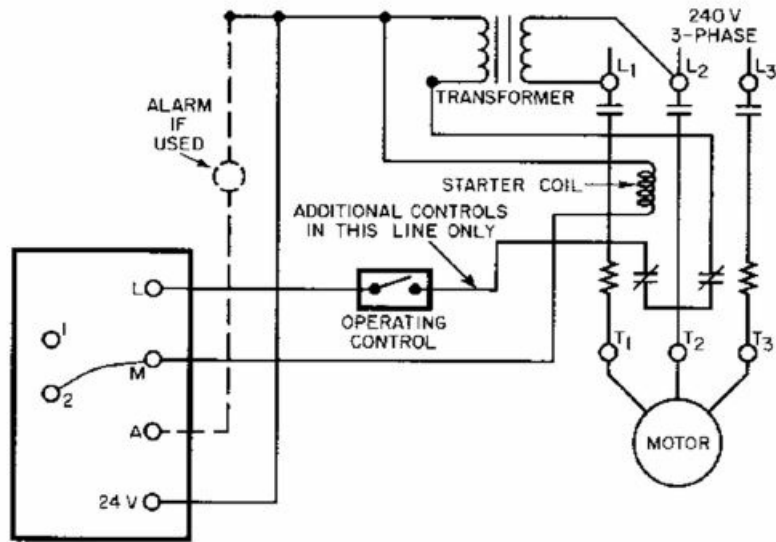 240 V
3-PHASE
L1
L2
L3
TRANSFORMER
ALARM
IF
USED
STARTER COIL
ADDITIONAL CONTROLS
IN THIS LINE ONLY
L
OPERATING
CONTROL
1
M
2
T1
T2
T3
A
MOTOR
24 V